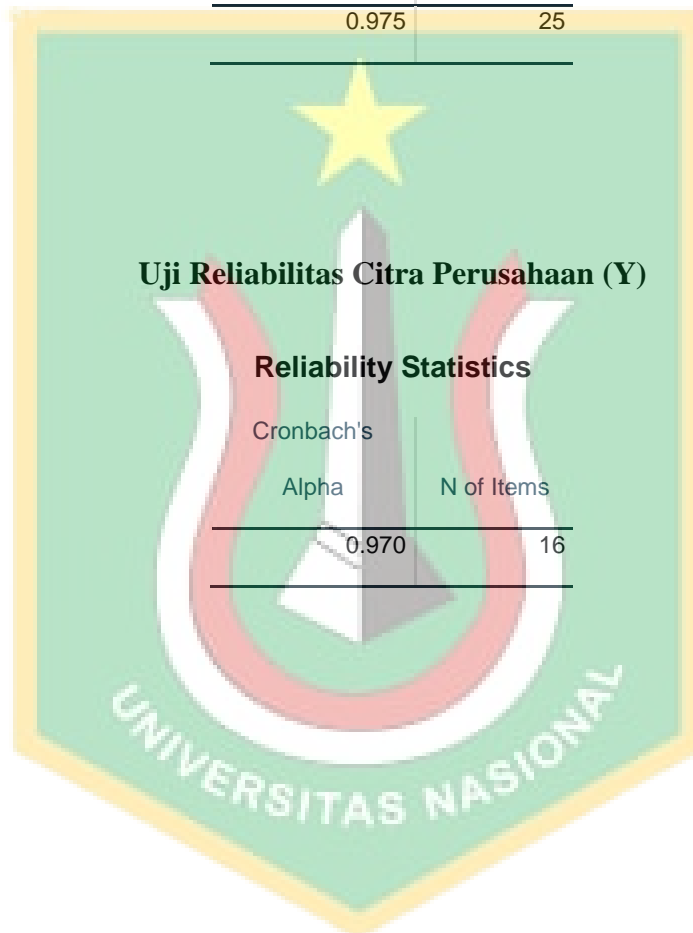 0.975 25
Uji Reliabilitas Citra Perusahaan (Y)
Reliability Statistics
Cronbach's
Alpha N of Items
0.970 16
UNIVERSITAS NASIONAL